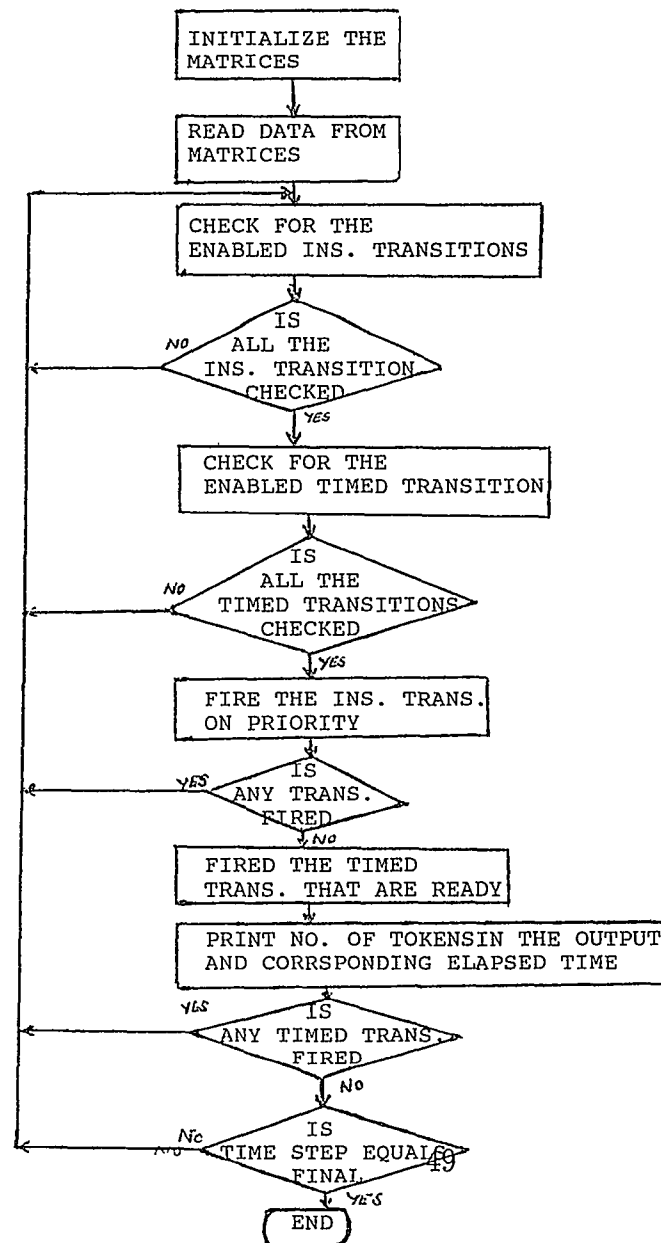 INITIALIZE THE
MATRICES
READ DATA FROM
MATRICES
CHECK FOR THE
ENABLED INS. TRANSITIONS
IS
NO
ALL THE
INS. TRANSITION
CHECKED
YES
CHECK FOR THE
ENABLED TIMED TRANSITION
IS
NO
ALL THE
TIMED TRANSITIONS
CHECKED
YES
FIRE THE INS. TRANS.
ON PRIORITY
IS
YES
ANY TRANS.
FIRED
NO
FIRED THE TIMED
TRANS. THAT ARE READY
PRINT NO. OF TOKENSIN THE OUTPUT
AND CORRSPONDING ELAPSED TIME
YES
IS
ANY TIMED TRANS.
FIRED
NO
IS
NO
TIME STEP EQUALS
49
FINAL
YES
END